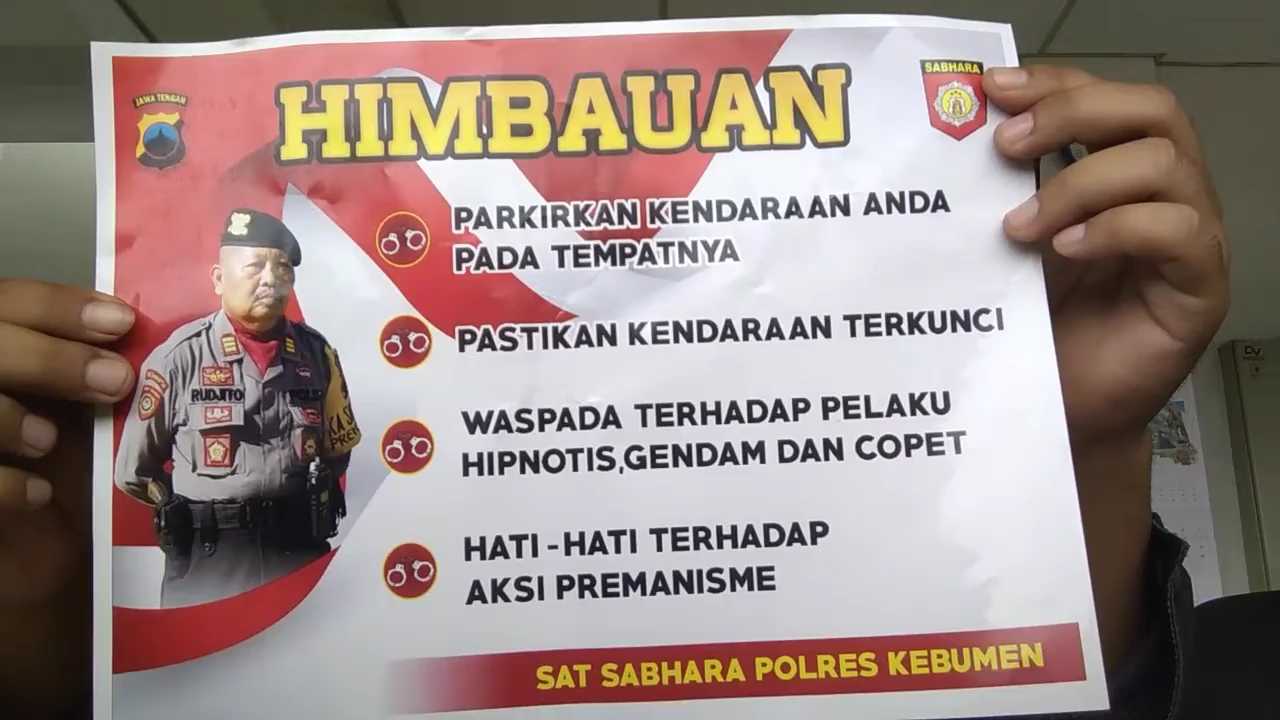 HIMBAUAN
JAWA TENGAH
SABHARA
PARKIRKAN KENDARAAN ANDA
PADA TEMPATNYA
PASTIKAN KENDARAAN TERKUNCI
WASPADA TERHADAP PELAKU
HIPNOTIS,GENDAM DAN COPET
HATI-HATI TERHADAP
AKSI PREMANISME
RUDJITO
SAT SABHARA POLRES KEBUMEN